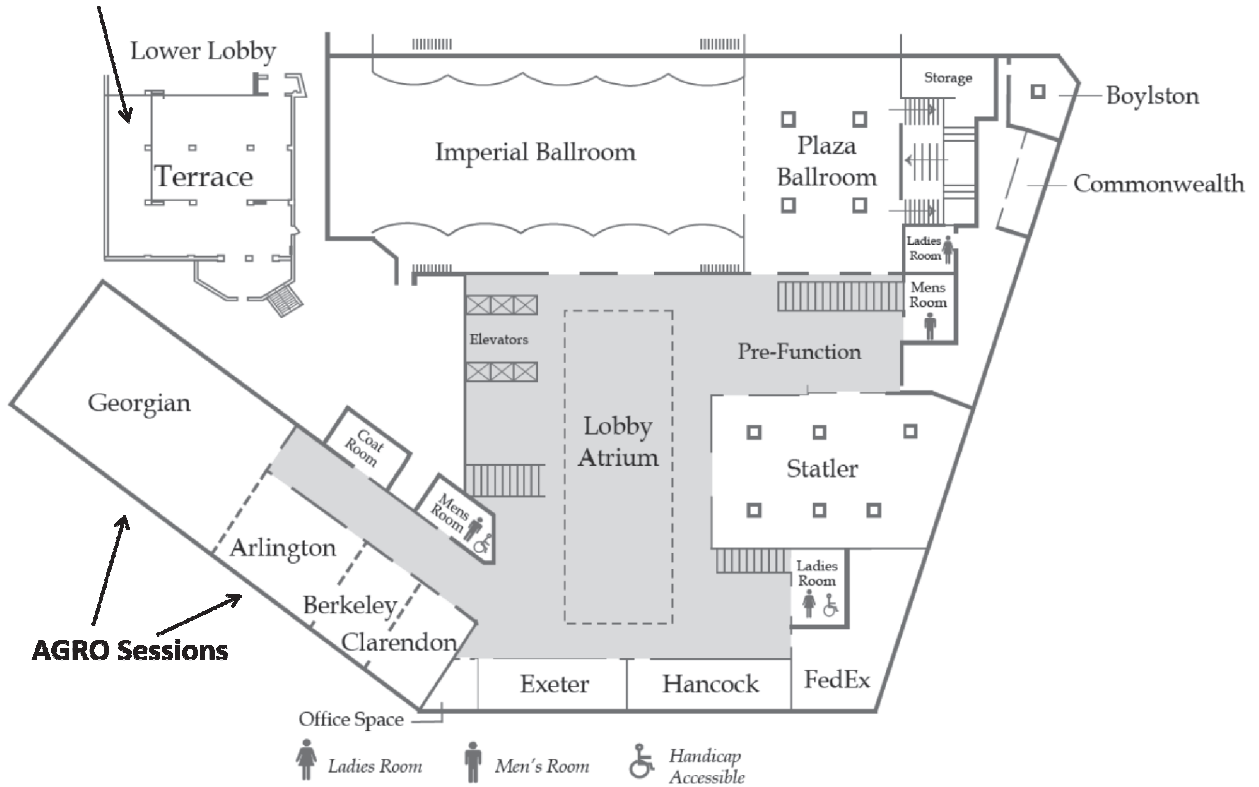 Lower Lobby
Terrace
Imperial Ballroom
Plaza
Ballroom
Storage
Boylston
Commonwealth
Ladies
Room
Mens
Room
Elevators
Pre-Function
Georgian
Coat
Room
Lobby
Atrium
Statler
Mens
Room
Arlington
Ladies
Room
Berkeley
Clarendon
AGRO Sessions
Exeter
Hancock
FedEx
Office Space
Ladies Room
Men's Room
Handicap
Accessible